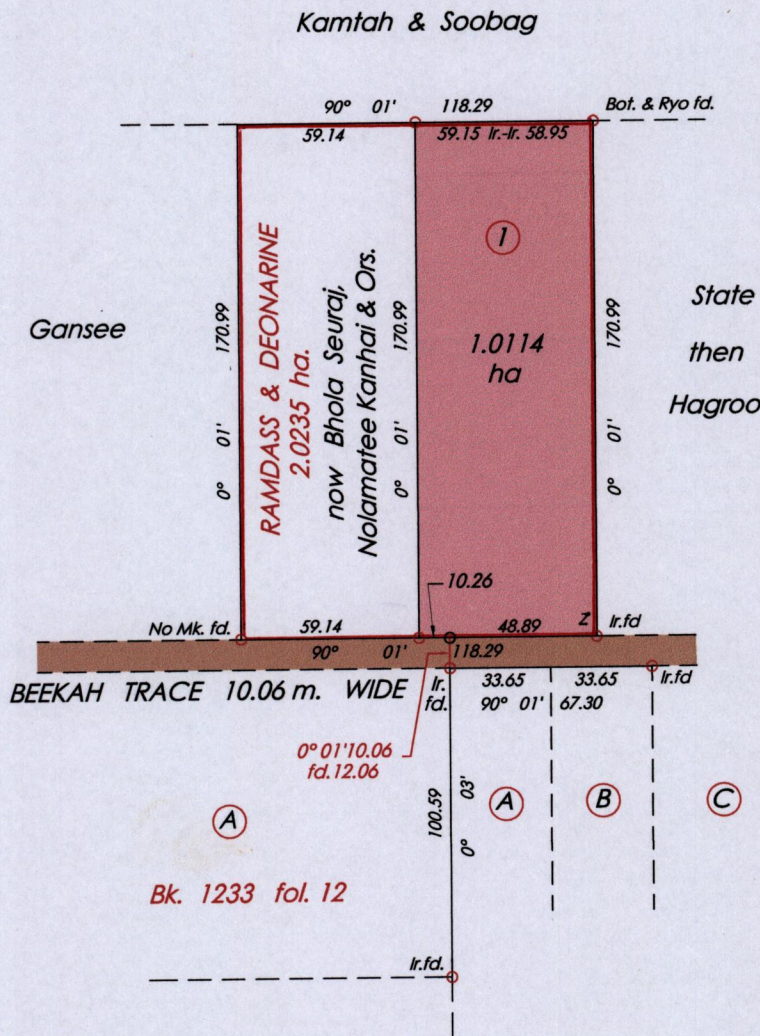 Kamtah & Soobag
90° 01' 118.29
Bot. & Ryo fd.
59.14
59.15 Ir.-Ir. 58.95
1
Gansee
170.99
0° 01'
RAMDASS & DEONARINE
2.0235 ha.
now Bhola Seuraj,
Nolamatee Kanhai & Ors.
170.99
0° 01'
1.0114
ha
170.99
0° 01'
State
then
Hagroo
10.26
No Mk. fd.
59.14
48.89
Z
Ir.fd
90° 01' 118.29
BEEKAH TRACE 10.06 m. WIDE
Ir.
fd.
33.65
33.65
Ir.fd
90° 01' 67.30
0° 01'10.06
fd.12.06
100.59
0° 03'
A
A
B
C
Bk. 1233 fol. 12
Ir.fd.